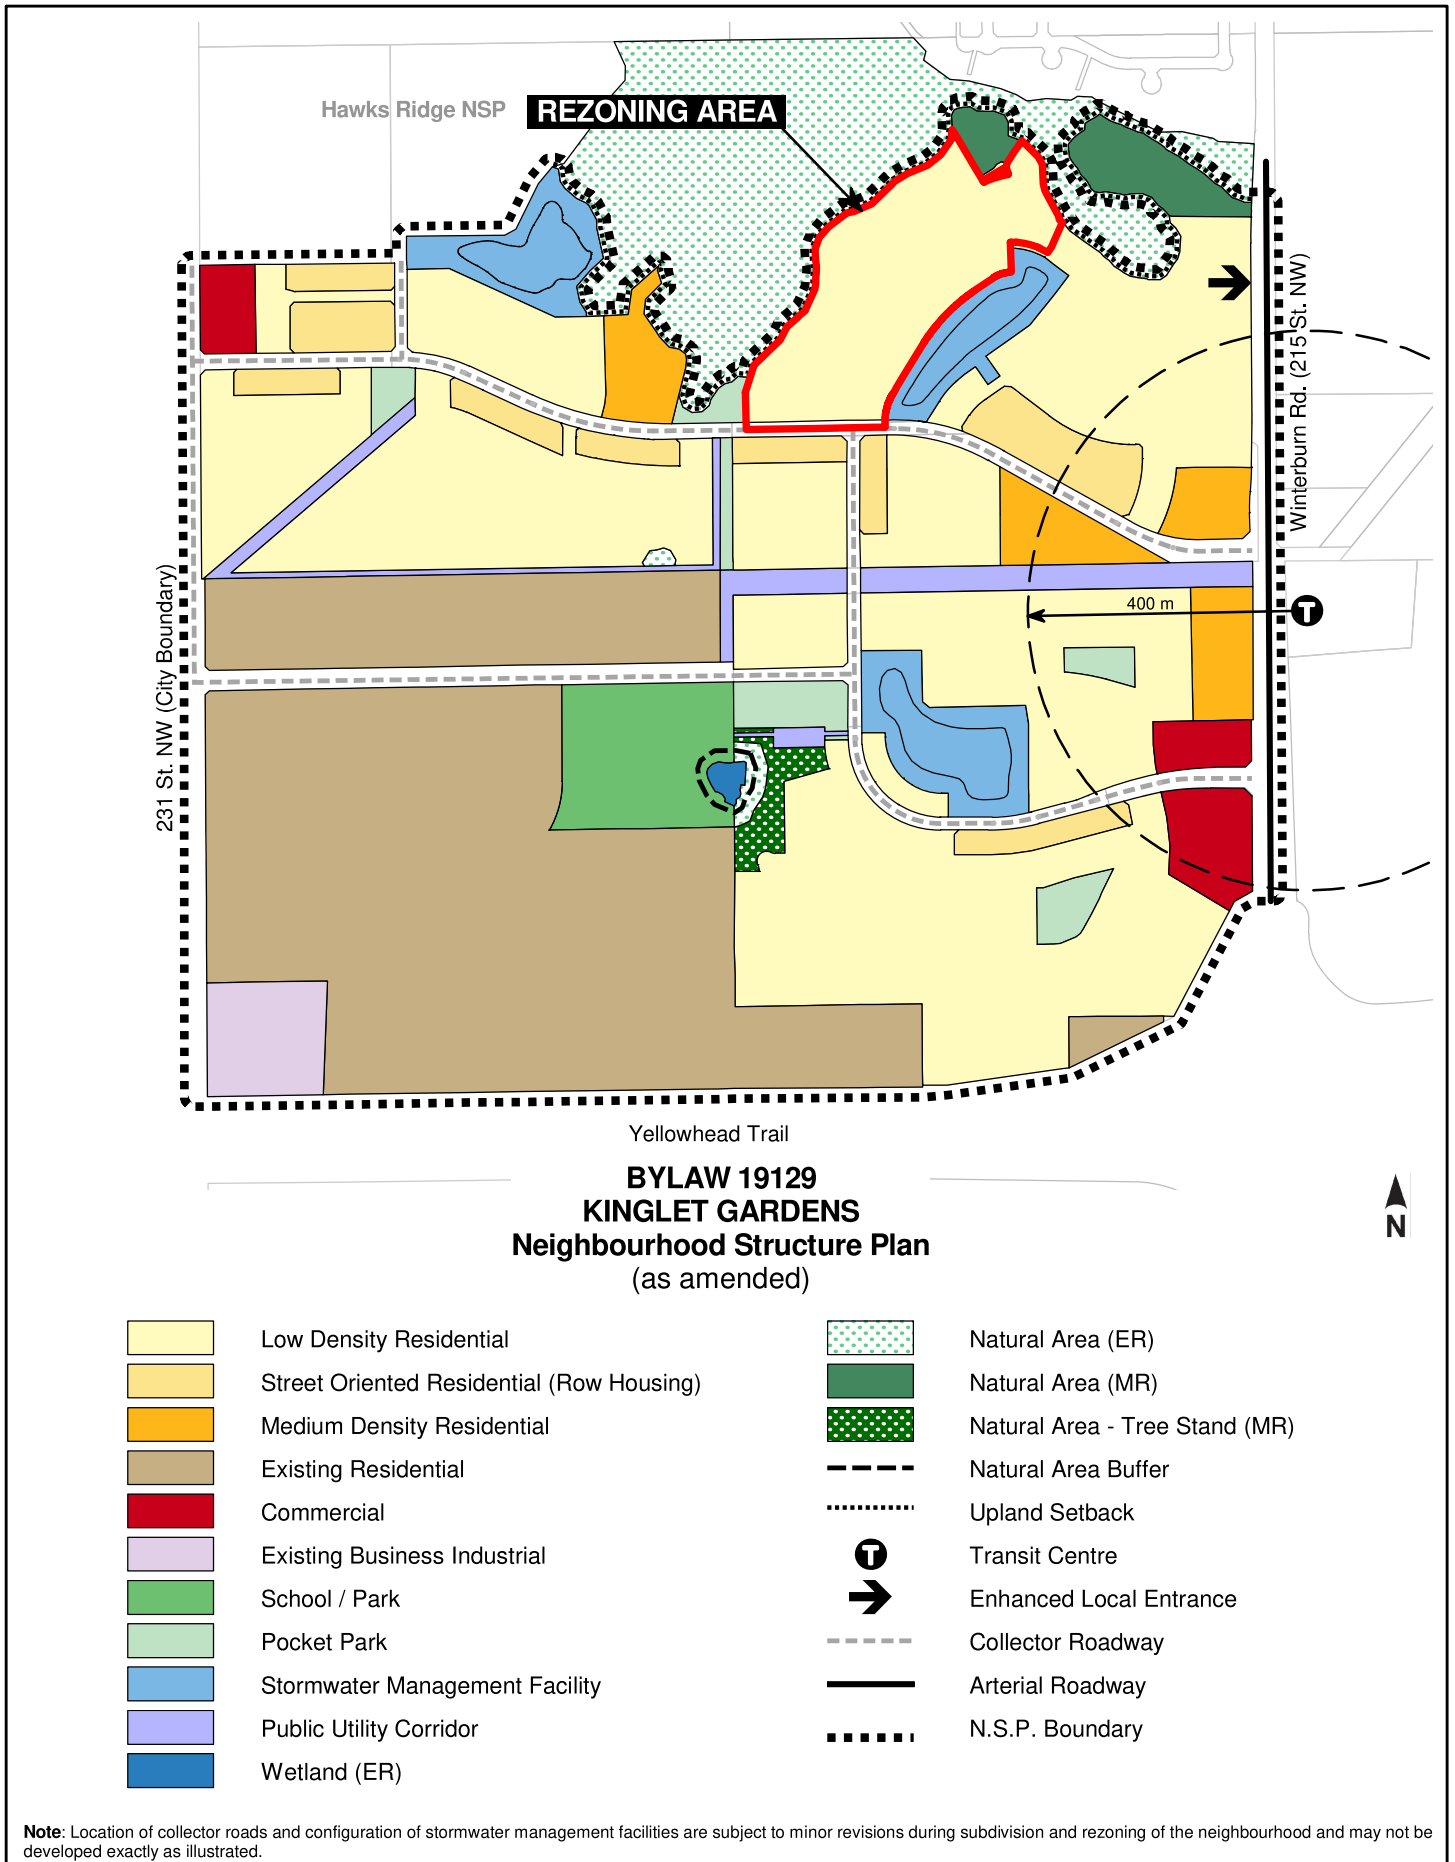 Hawks Ridge NSP
REZONING AREA
Winterburn Rd. (215 St. NW)
400 m
T
231 St. NW (City Boundary)
Yellowhead Trail
BYLAW 19129
KINGLET GARDENS
Neighbourhood Structure Plan
(as amended)
N
Low Density Residential
Street Oriented Residential (Row Housing)
Medium Density Residential
Existing Residential
Commercial
Existing Business Industrial
School / Park
Pocket Park
Stormwater Management Facility
Public Utility Corridor
Wetland (ER)
Natural Area (ER)
Natural Area (MR)
Natural Area - Tree Stand (MR)
Natural Area Buffer
Upland Setback
T Transit Centre
Enhanced Local Entrance
Collector Roadway
Arterial Roadway
N.S.P. Boundary
Note: Location of collector roads and configuration of stormwater management facilities are subject to minor revisions during subdivision and rezoning of the neighbourhood and may not be
developed exactly as illustrated.